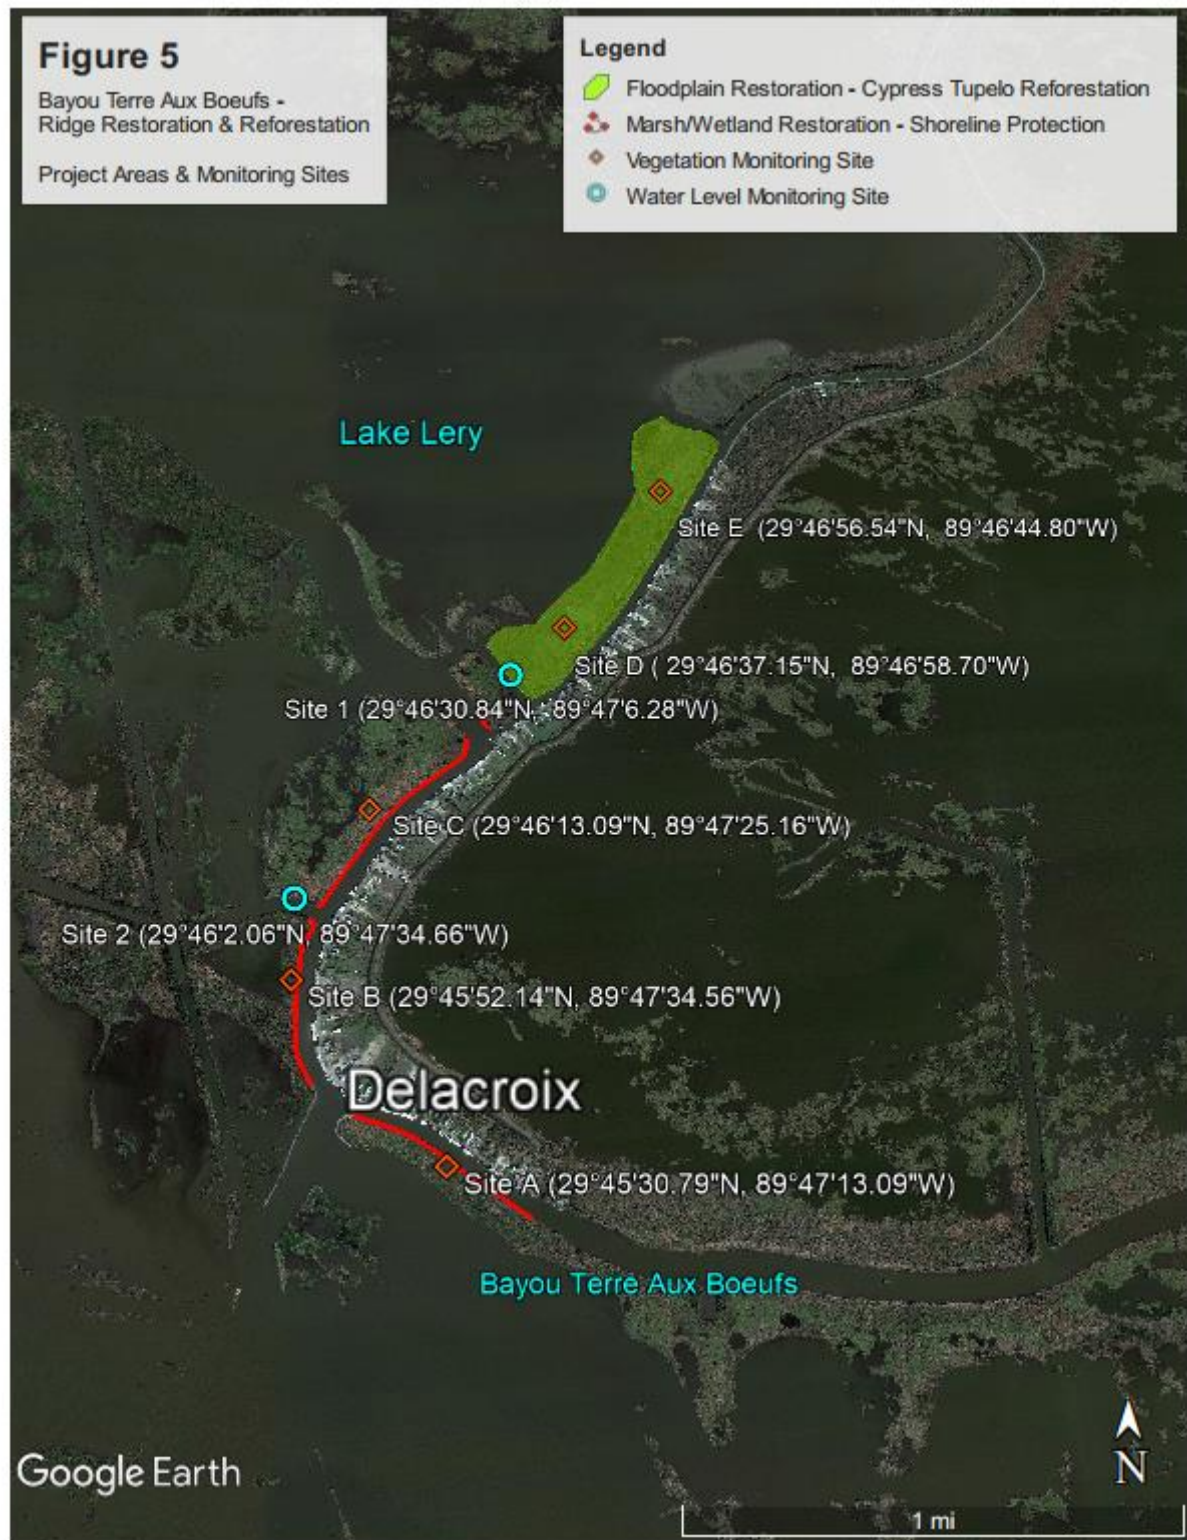 Figure 5
Bayou Terre Aux Boeufs -
Ridge Restoration & Reforestation
Project Areas & Monitoring Sites
Legend
Floodplain Restoration - Cypress Tupelo Reforestation
Marsh/Wetland Restoration - Shoreline Protection
Vegetation Monitoring Site
Water Level Monitoring Site
Lake Lery
Site E (29°46'56.54"N, 89°46'44.80"W)
Site D ( 29°46'37.15"N, 89°46'58.70"W)
Site 1 (29°46'30.84"N, 89°47'6.28"W)
Site C (29°46'13.09"N, 89°47'25.16"W)
Site 2 (29°46'2.06"N, 89°47'34.66"W)
Site B (29°45'52.14"N, 89°47'34.56"W)
Delacroix
Site A (29°45'30.79"N, 89°47'13.09"W)
Bayou Terre Aux Boeufs
Google Earth
N
1 mi